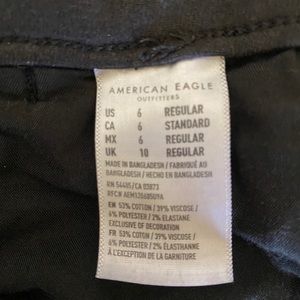 AMERICAN EAGLE
OUTFITTERS
US 6 REGULAR
CA 6 STANDARD
MX 6 REGULAR
UK 10 REGULAR
MADE IN BANGLADESH / FABRIQUÉ AU
BANGLADESH / HECHO EN BANGLADESH
RN 54485/CA 03873
EN 53% COTTON / 39% VISCOSE /
6% POLYESTER / 2% ELASTANE
EXCLUSIVE OF DECORATION
FR 53% COTON / 39% VISCOSE /
6% POLYESTER / 2% ÉLASTHANNE
À L'EXCEPTION DE LA GARNITURE